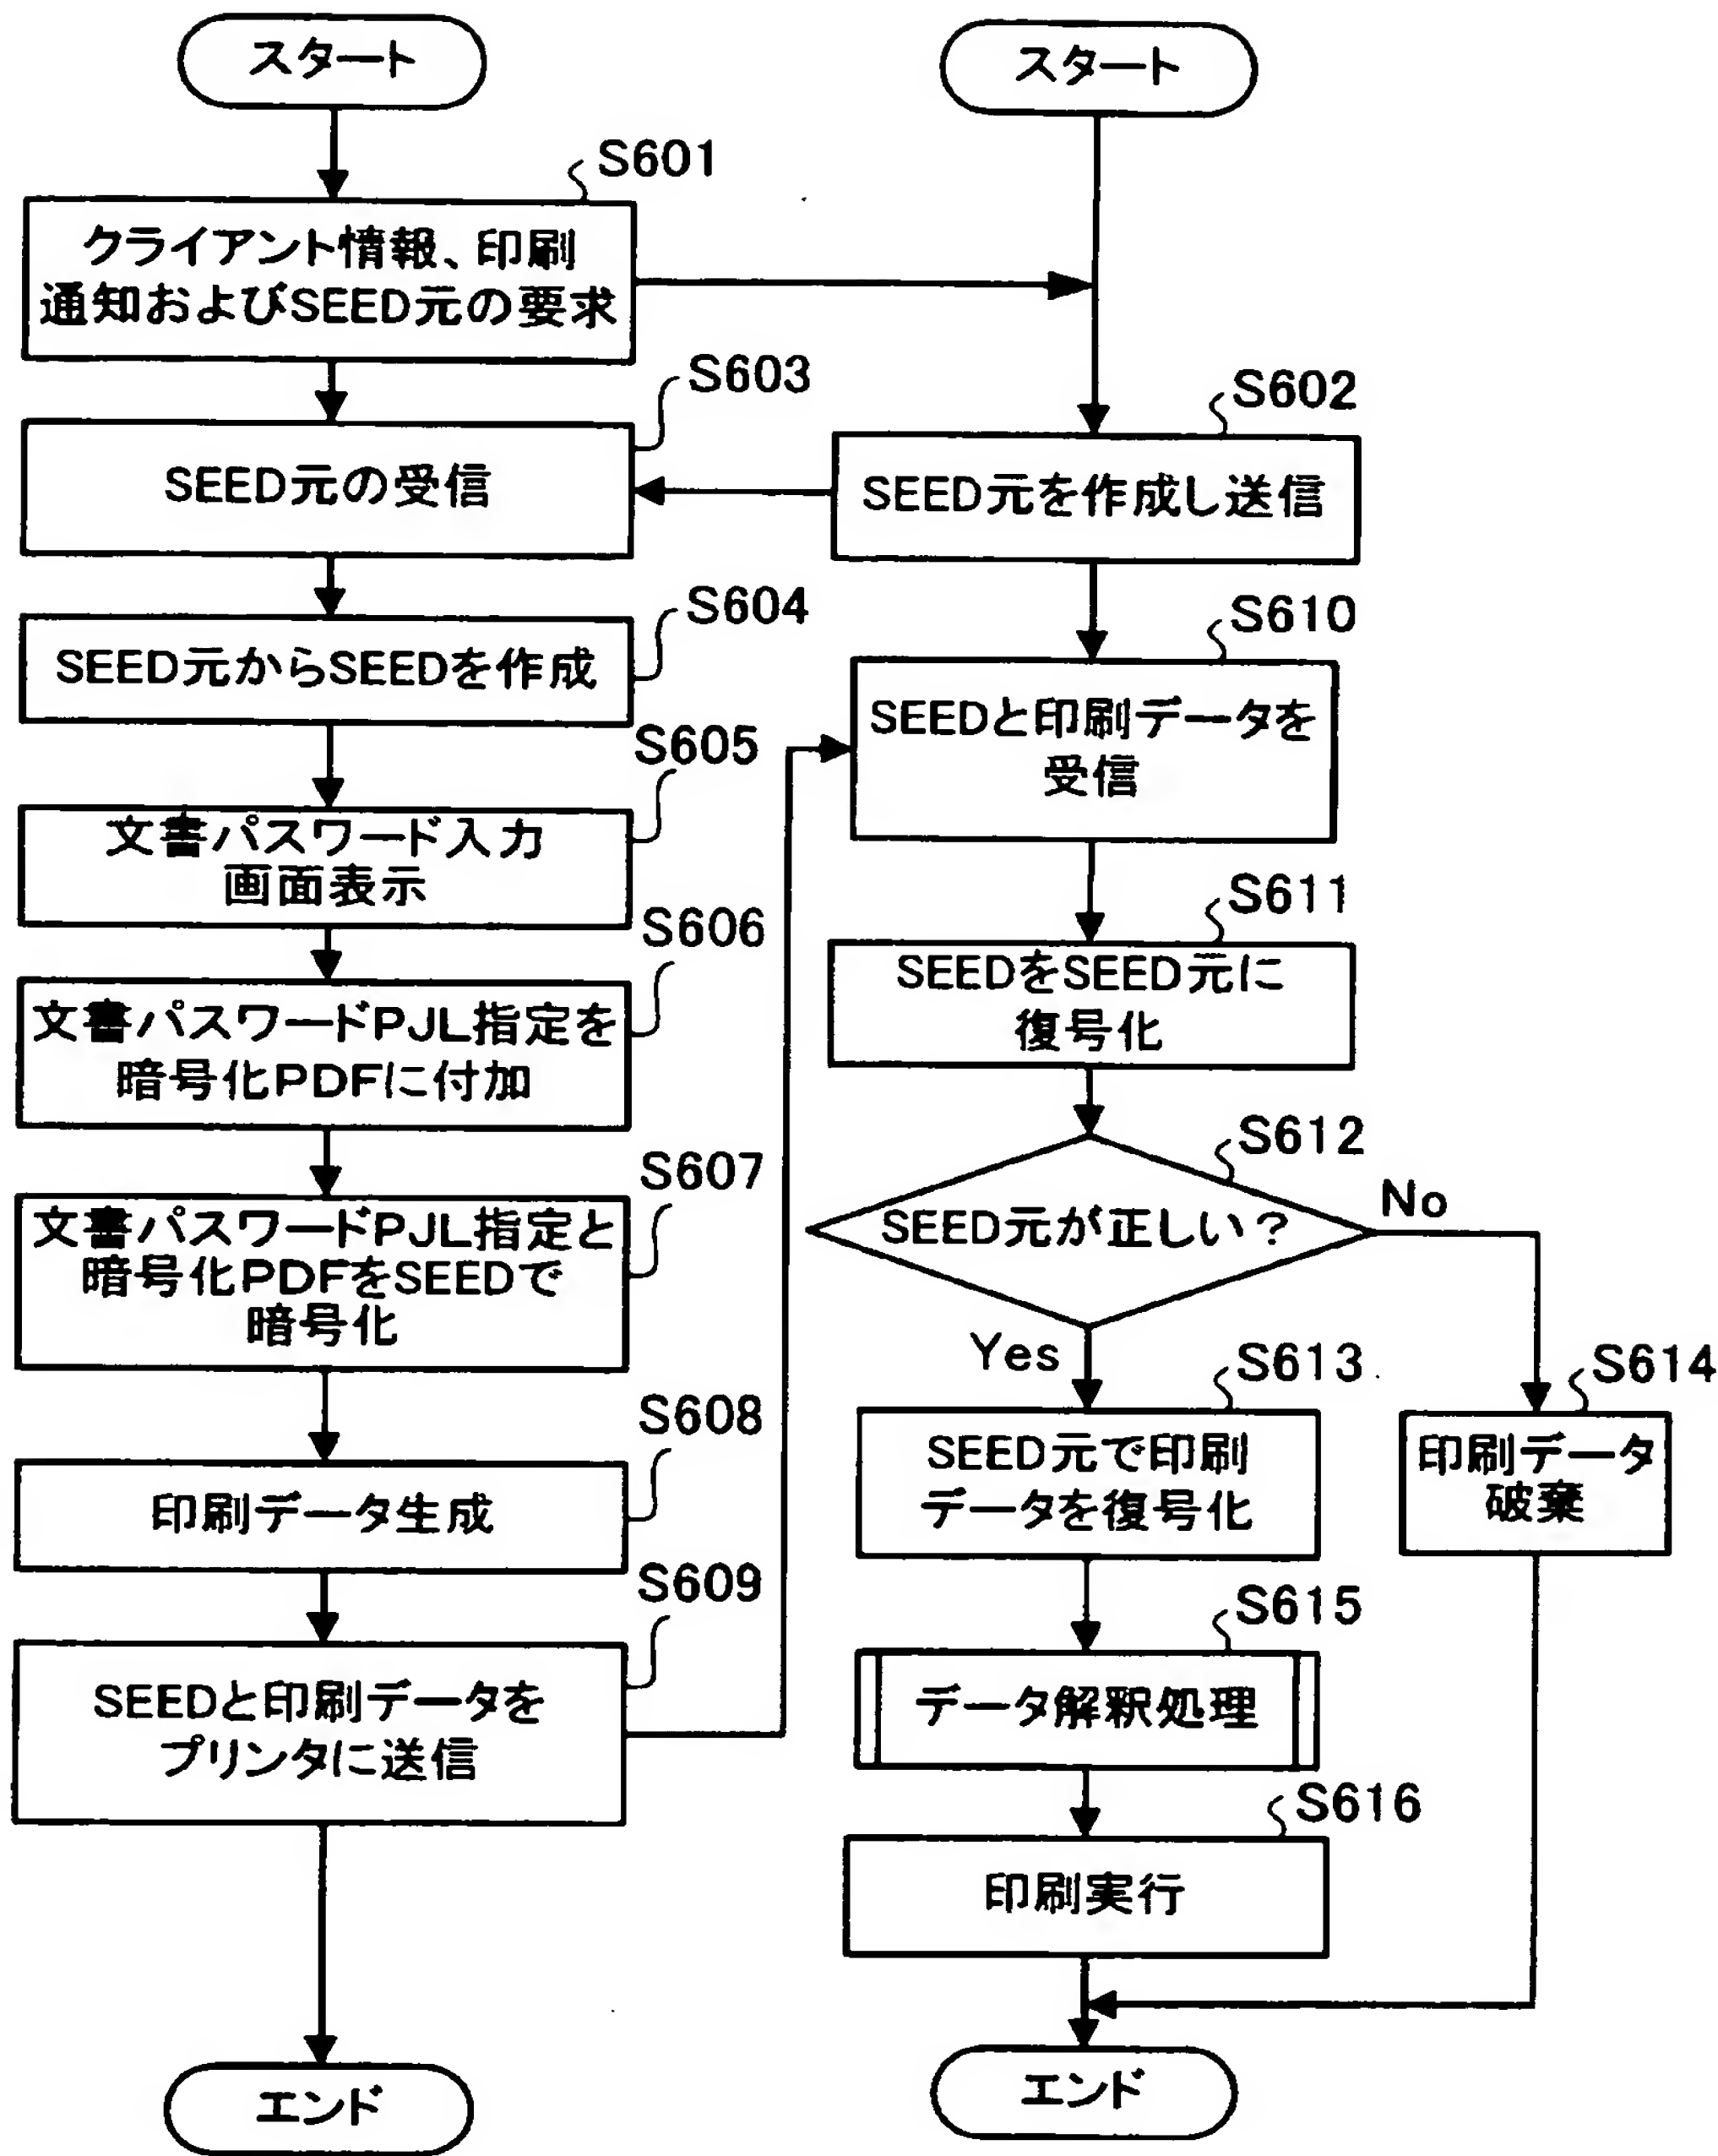 スタート
S601
クライアント情報、印刷
通知およびSEED元の要求
S603
SEED元の受信
S604
SEED元からSEEDを作成
S605
文書パスワード入力
画面表示
S606
文書パスワードPJL指定を
暗号化PDFに付加
S607
文書パスワードPJL指定と
暗号化PDFをSEEDで
暗号化
S608
印刷データ生成
S609
SEEDと印刷データを
プリンタに送信
エンド
スタート
S602
SEED元を作成し送信
S610
SEEDと印刷データを
受信
S611
SEEDをSEED元に
復号化
S612
SEED元が正しい？
No
Yes
S613
SEED元で印刷
データを復号化
S614
印刷データ
破棄
S615
データ解釈処理
S616
印刷実行
エンド